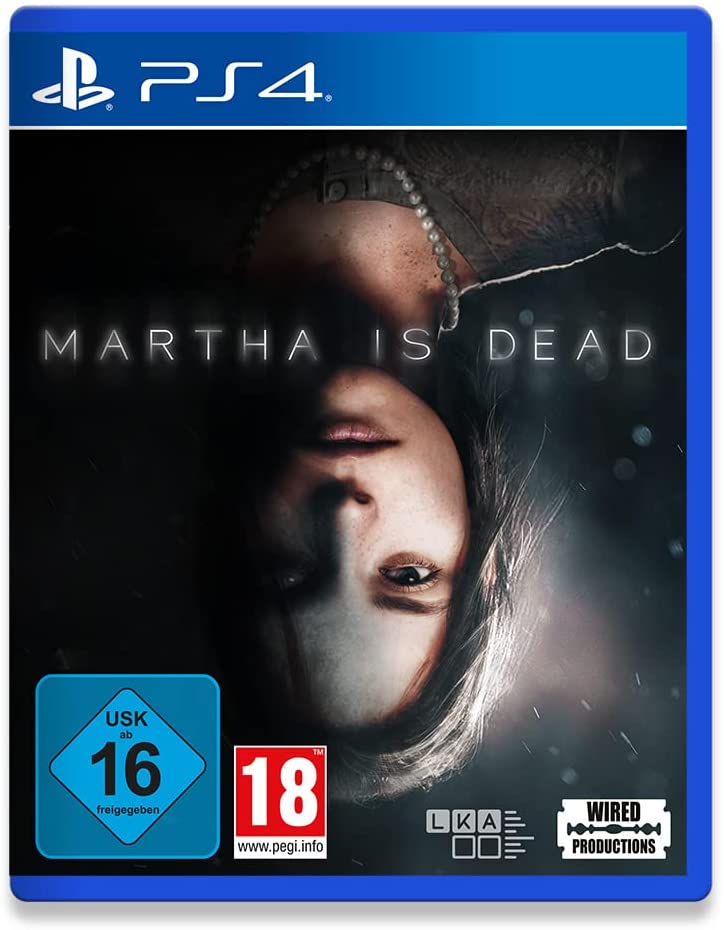 PS4
MARTHA IS DEAD
USK
ab
16
freigegeben
18
www.pegi.info
LKA
WIRED
PRODUCTIONS